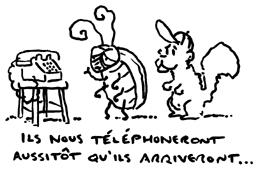 ILS NOUS TÉLÉPHONERONT
AUSSITÔT QU'ILS ARRIVERONT...